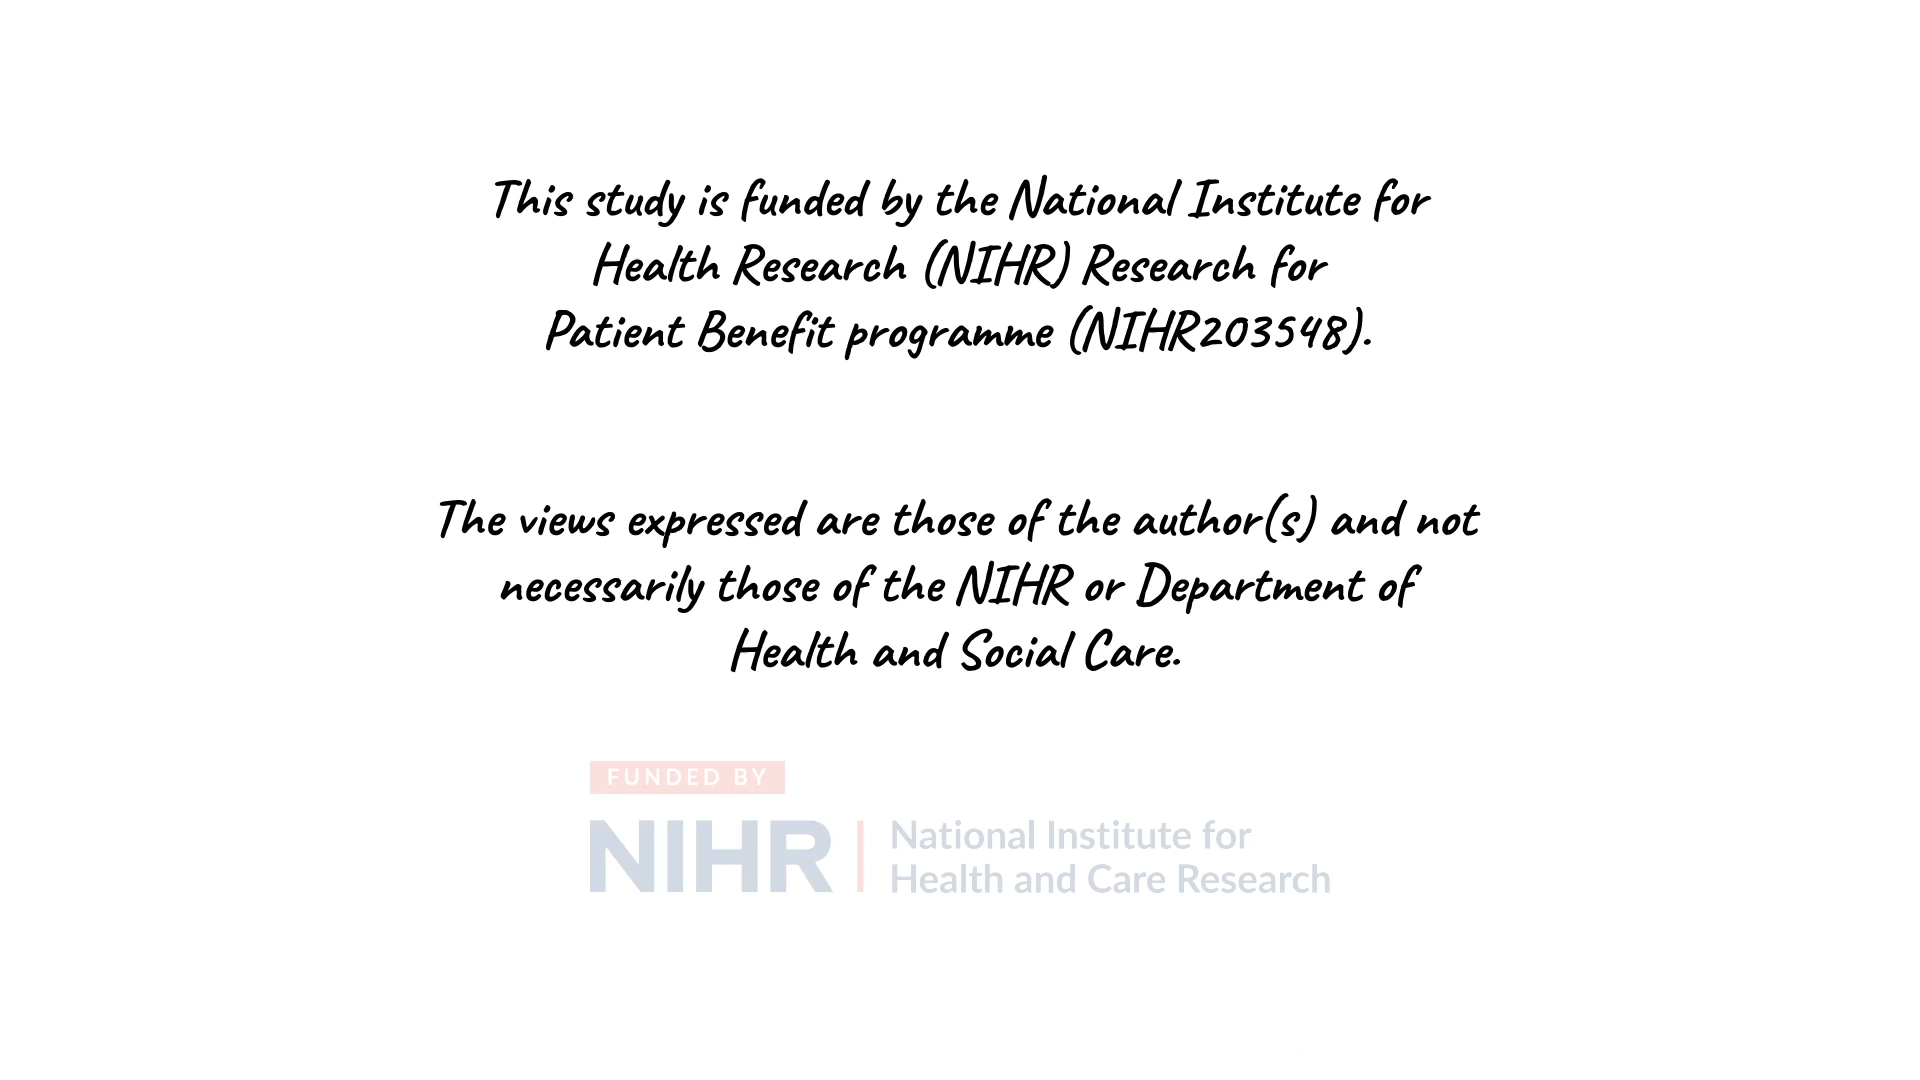 This study is funded by the National Institute for
Health Research (NIHR) Research for
Patient Benefit programme (NIHR203548).
The views expressed are those of the author(s) and not
necessarily those of the NIHR or Department of
Health and Social Care.
FUNDED BY
NIHR | National Institute for
Health and Care Research